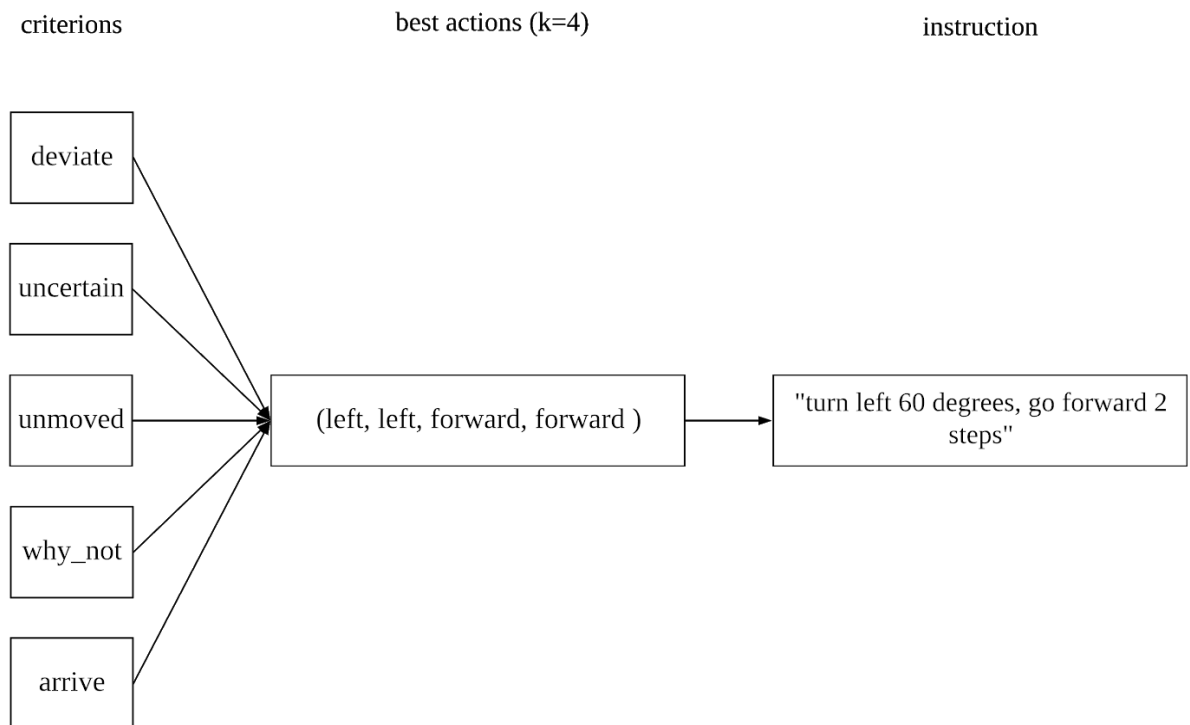 criterions
best actions (k=4)
instruction
deviate
uncertain
unmoved
why_not
arrive
(left, left, forward, forward )
"turn left 60 degrees, go forward 2
steps"